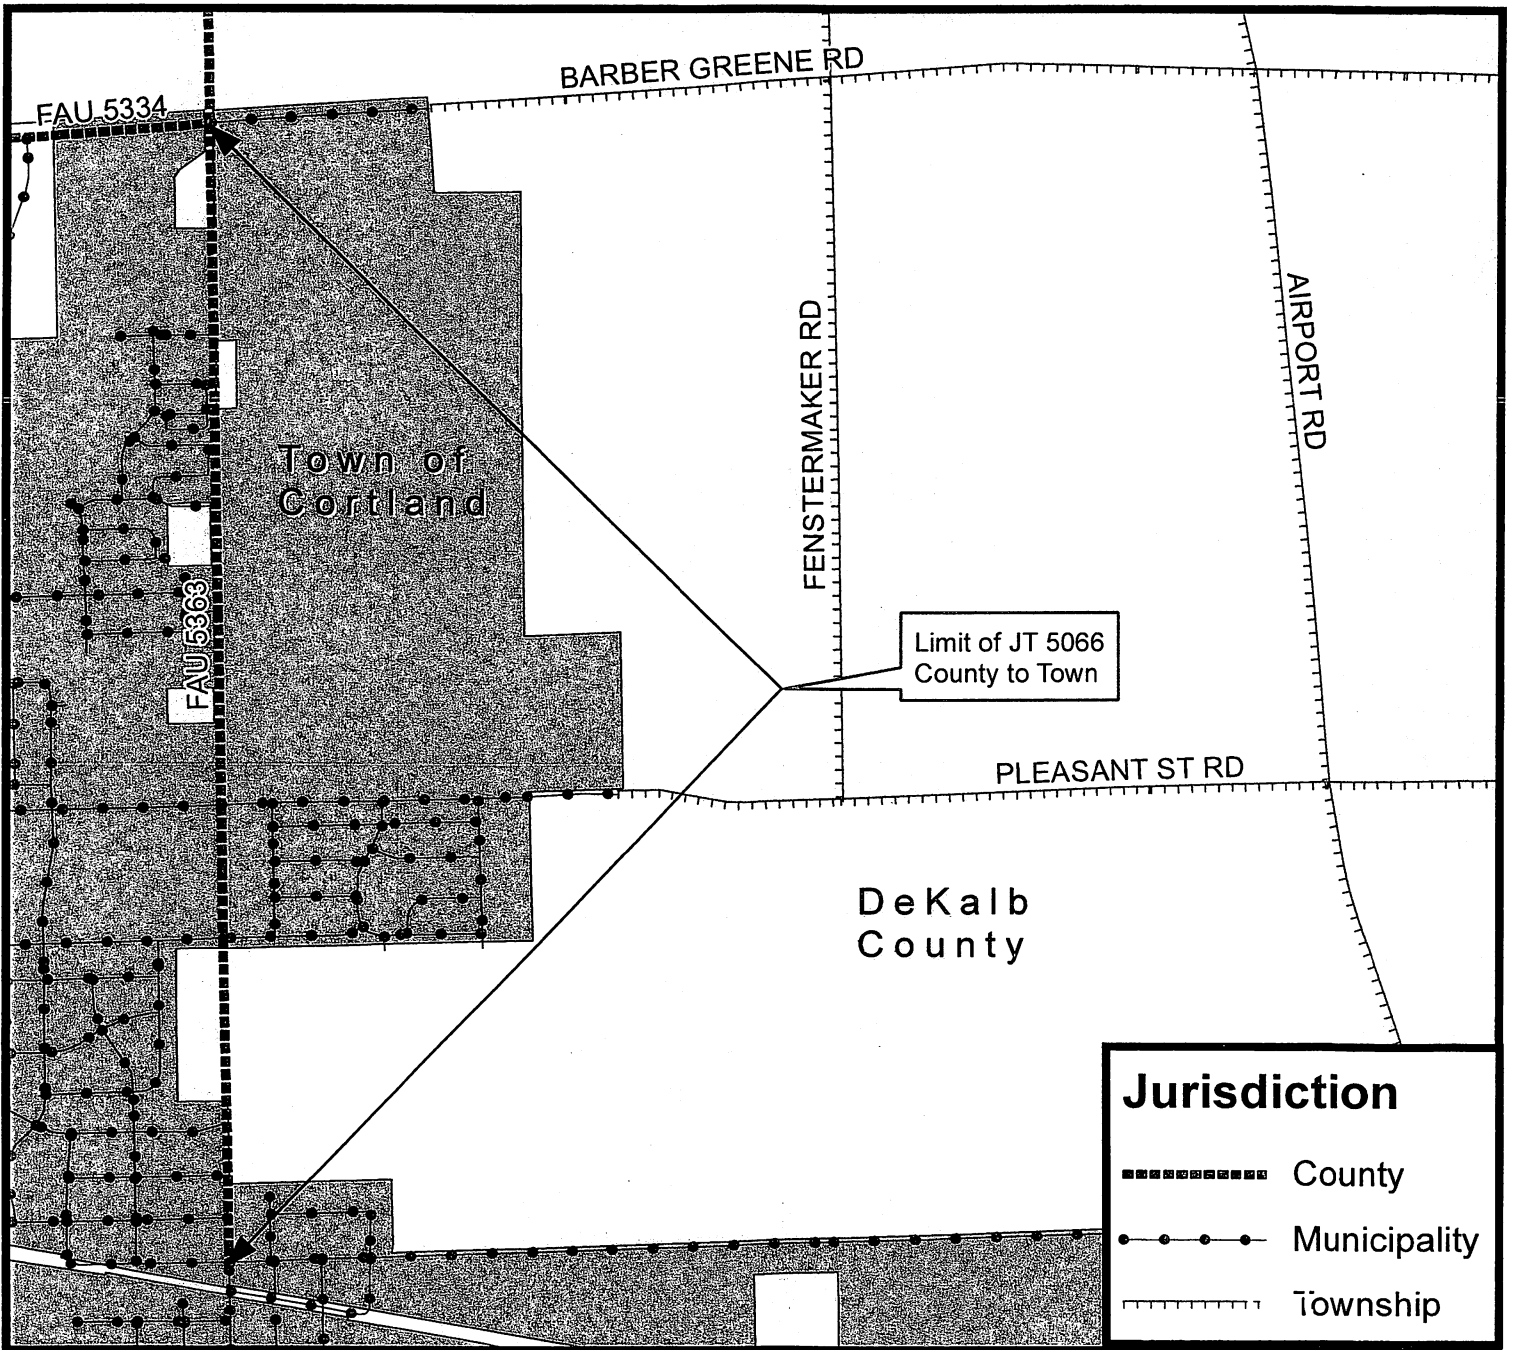 BARBER GREENE RD
FAU 5334
AIRPORT RD
FENSTERMAKER RD
Town of
Cortland
FAU 5363
Limit of JT 5066
County to Town
PLEASANT ST RD
DeKalb
County
Jurisdiction
County
Municipality
Township